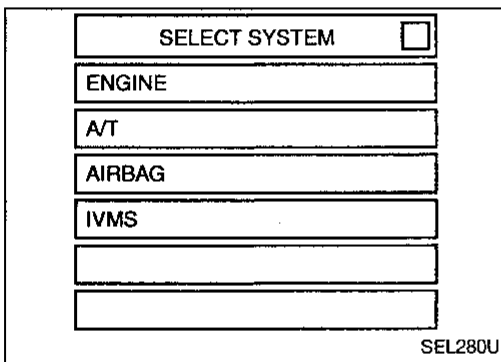 SELECT SYSTEM
ENGINE
A/T
AIRBAG
IVMS
SEL280U